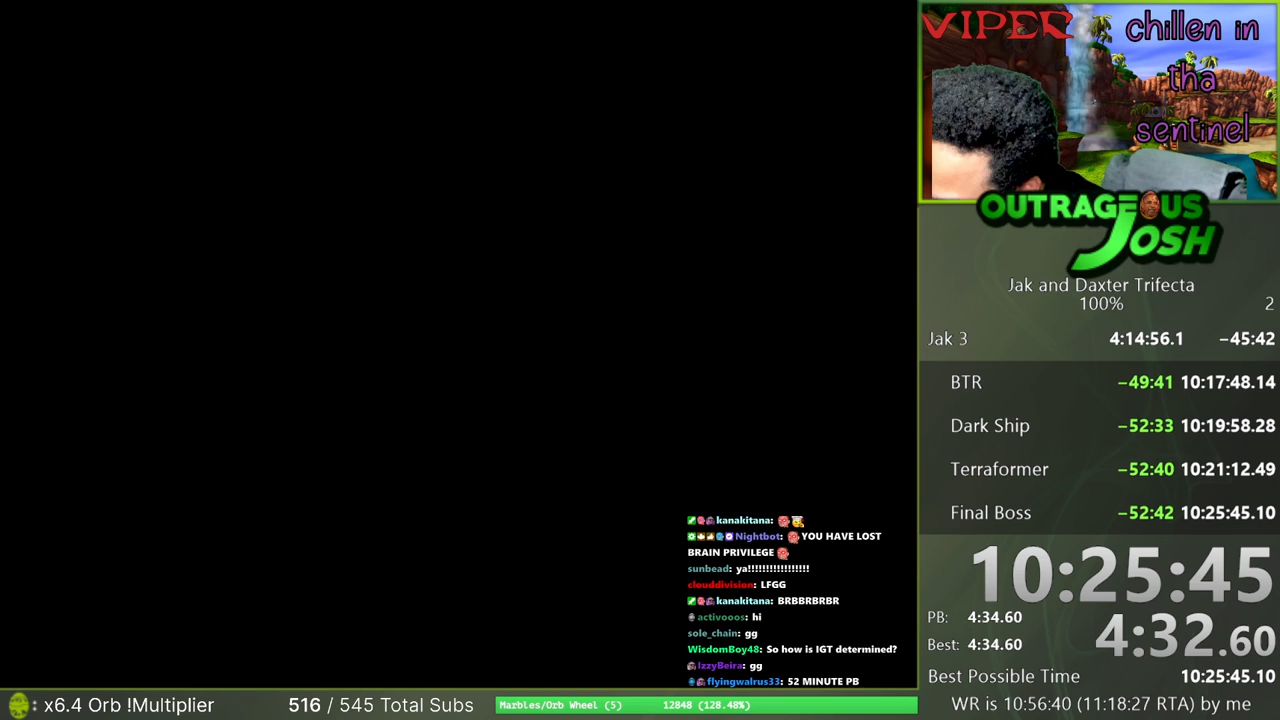 VIPER
chillen in
tha
sentinel
OUTRAGEOUS
JOSH
Jak and Daxter Trifecta
100% 2
Jak 3 4:14:56.1 −45:42
BTR −49:41 10:17:48.14
Dark Ship −52:33 10:19:58.28
Terraformer −52:40 10:21:12.49
Final Boss −52:42 10:25:45.10
10:25:45
PB: 4:34.60
4:32.60
Best: 4:34.60
Best Possible Time 10:25:45.10
WR is 10:56:40 (11:18:27 RTA) by me
kanakitana:
Nightbot: YOU HAVE LOST
BRAIN PRIVILEGE
sunbead: ya!!!!!!!!!!!!!!!!!
clouddivision: LFGG
kanakitana: BRBBRBRBR
activooos: hi
sole_chain: gg
WisdomBoy48: So how is IGT determined?
IzzyBeira: gg
flyingwalrus33: 52 MINUTE PB
: x6.4 Orb !Multiplier
516 / 545 Total Subs
Marbles/Orb Wheel (5) 12848 (128.48%)